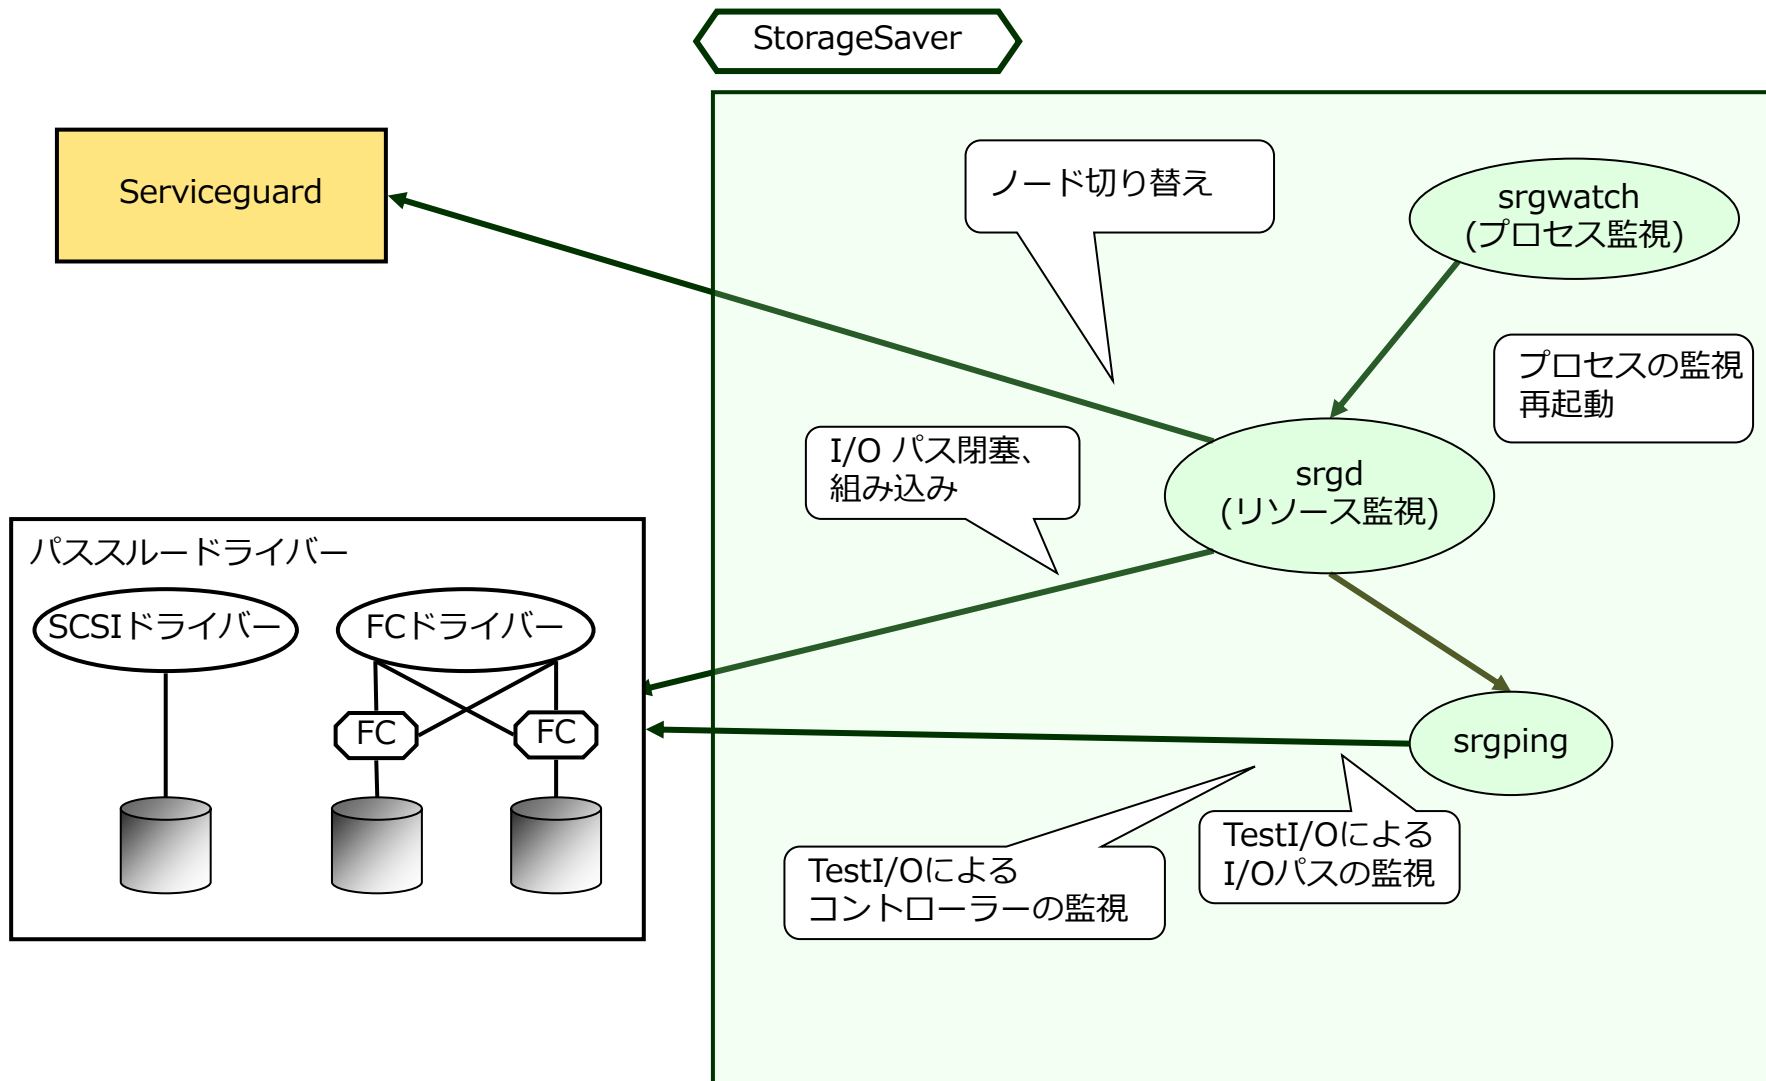 StorageSaver
Serviceguard
ノード切り替え
srgwatch
(プロセス監視)
プロセスの監視
再起動
I/O パス閉塞、
組み込み
srgd
(リソース監視)
パススルードライバー
SCSIドライバー
FCドライバー
FC
FC
srgping
TestI/Oによる
I/Oパスの監視
TestI/Oによる
コントローラーの監視